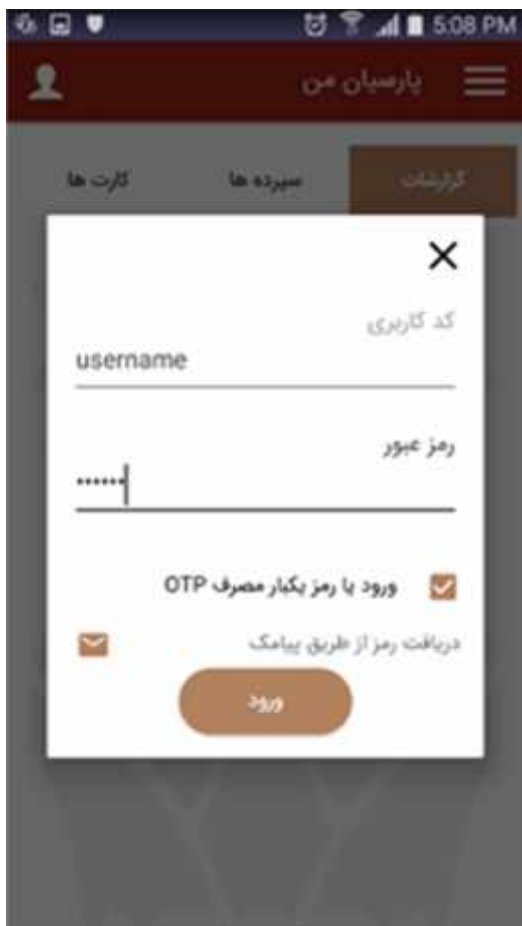 5:08 PM
پارسیان من
گزارشات سپرده ها کارت ها
کد کاربری
username
رمز عبور
••••••
ورود با رمز یکبار مصرف OTP
دریافت رمز از طریق پیامک
ورود